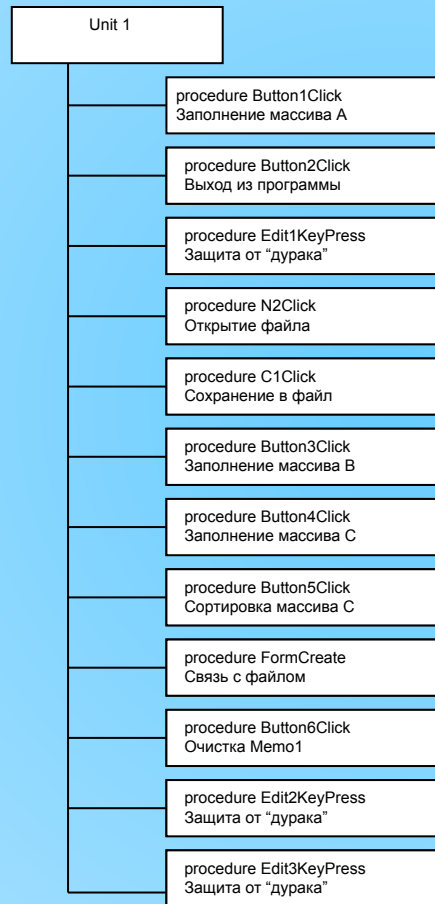 Unit 1
procedure Button1Click
Заполнение массива A
procedure Button2Click
Выход из программы
procedure Edit1KeyPress
Защита от “дурака”
procedure N2Click
Открытие файла
procedure C1Click
Сохранение в файл
procedure Button3Click
Заполнение массива B
procedure Button4Click
Заполнение массива C
procedure Button5Click
Сортировка массива C
procedure FormCreate
Связь с файлом
procedure Button6Click
Очистка Memo1
procedure Edit2KeyPress
Защита от “дурака”
procedure Edit3KeyPress
Защита от “дурака”